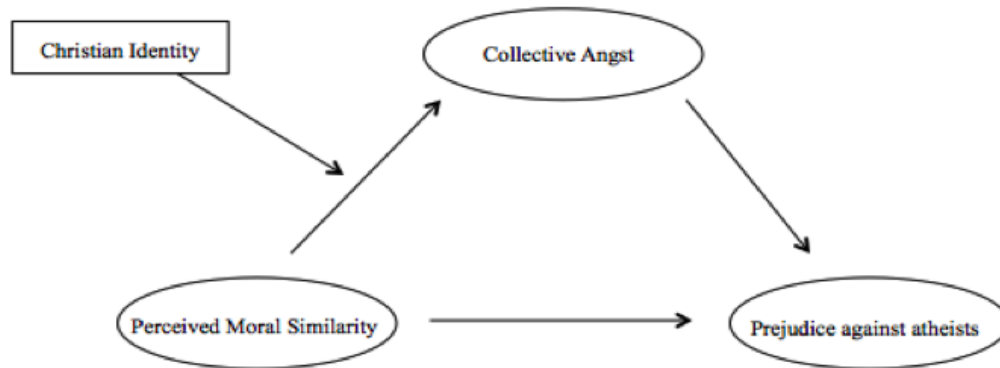 Christian Identity
Collective Angst
Perceived Moral Similarity
Prejudice against atheists